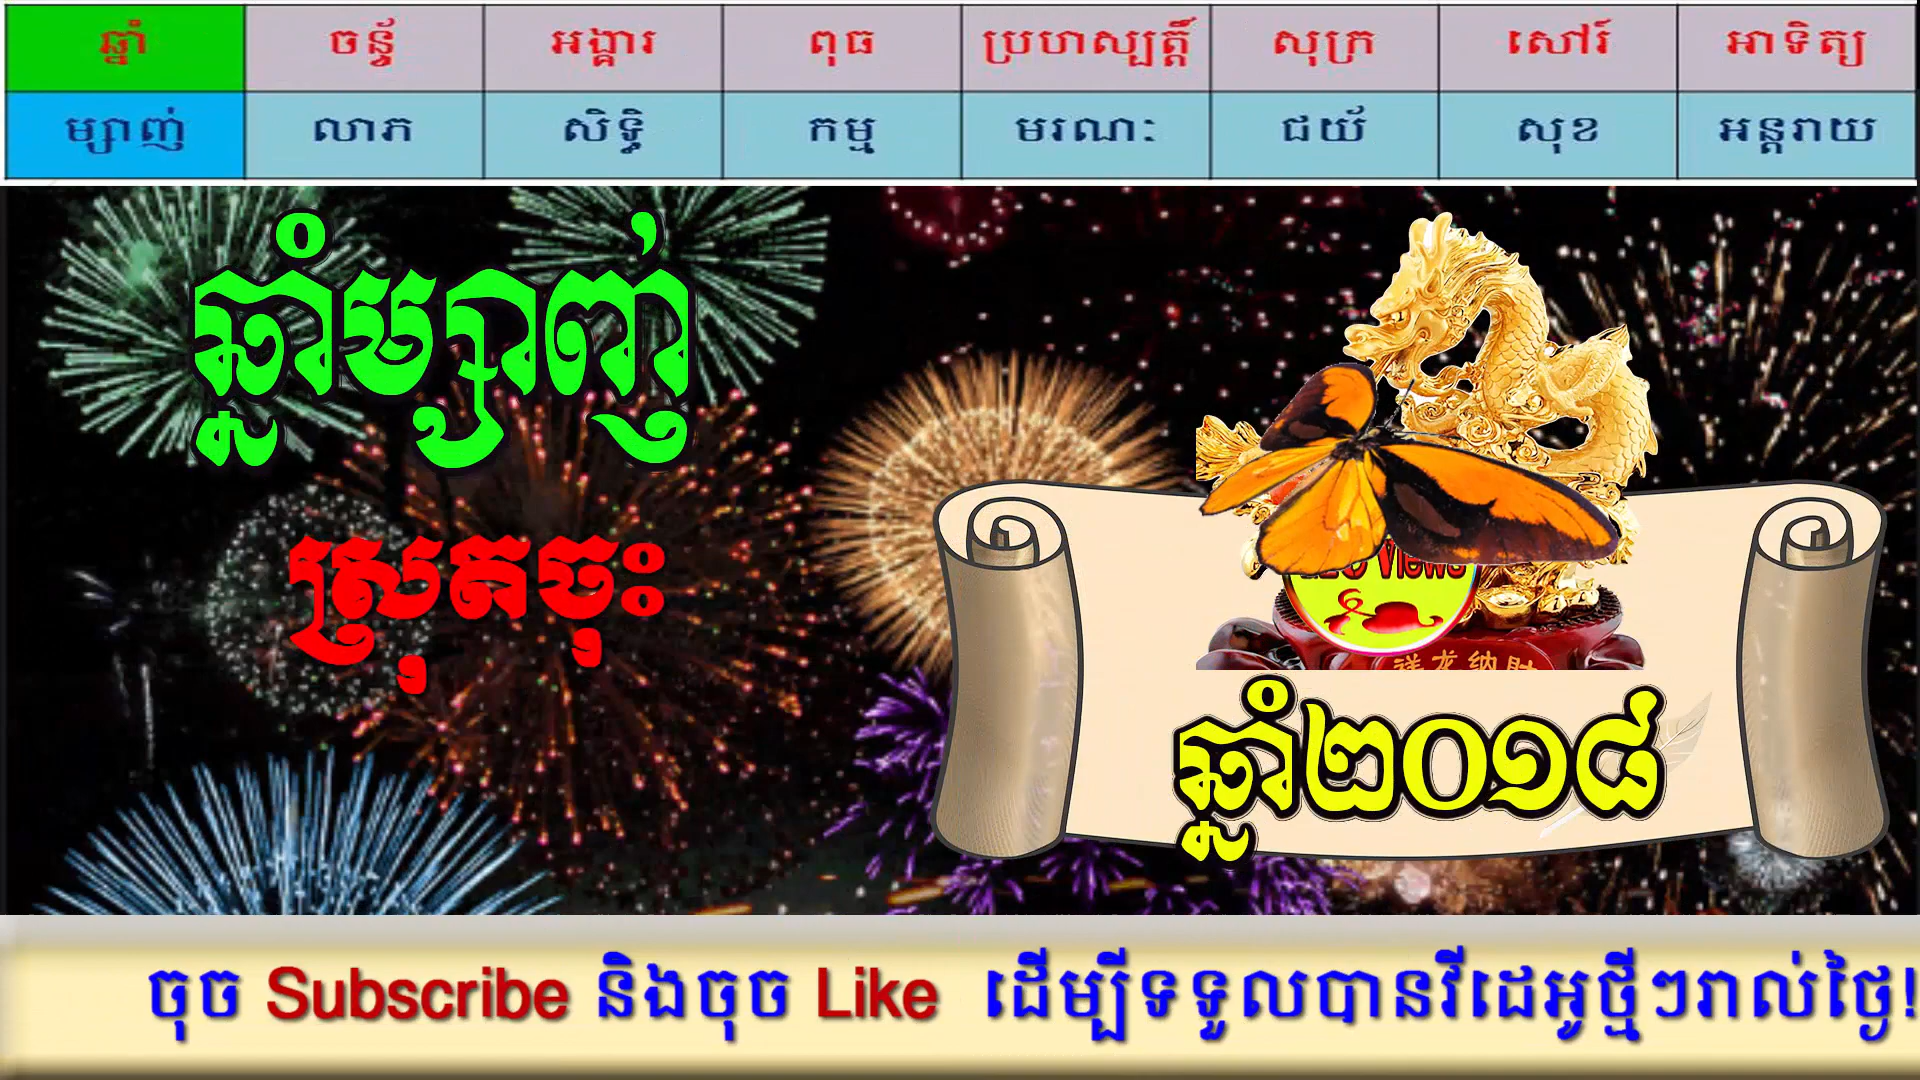 ឆ្នាំ ចន្ទ័ អង្គារ ពុធ ប្រហស្បត្តិ៍ សុក្រ សៅរ៍ អាទិត្យ
ម្សាញ់ លាភ សិទ្ធិ កម្ម មរណៈ ជយ័ សុខ អន្តរាយ
ឆ្នាំម្សាញ់
ស្រុតចុះ
Views
ឆ្នាំ២០១៨
ចុច Subscribe និងចុច Like ដើម្បីទទួលបានវីដេអូថ្មីៗរាល់ថ្ងៃ!